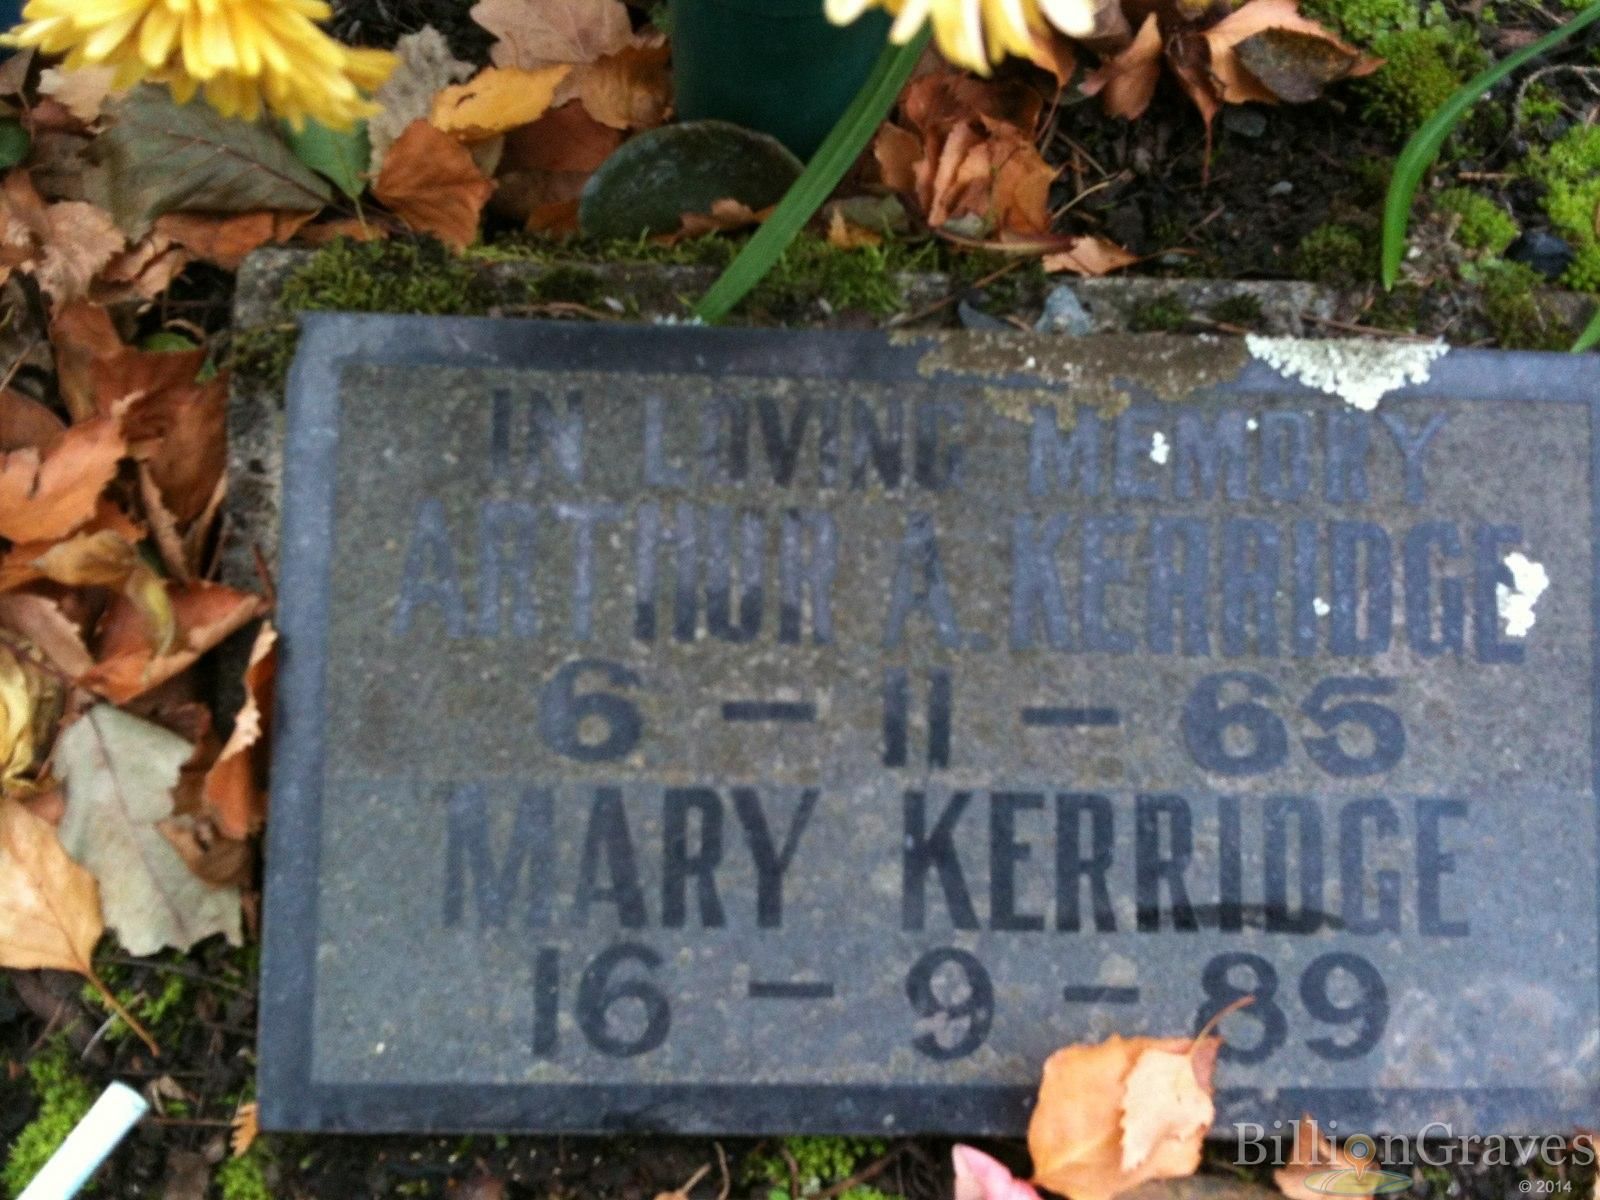 IN LOVING MEMORY
ARTHUR A. KERRIDGE
6 – 11 – 65
MARY KERRIDGE
16 – 9 – 89
BillionGraves
© 2014